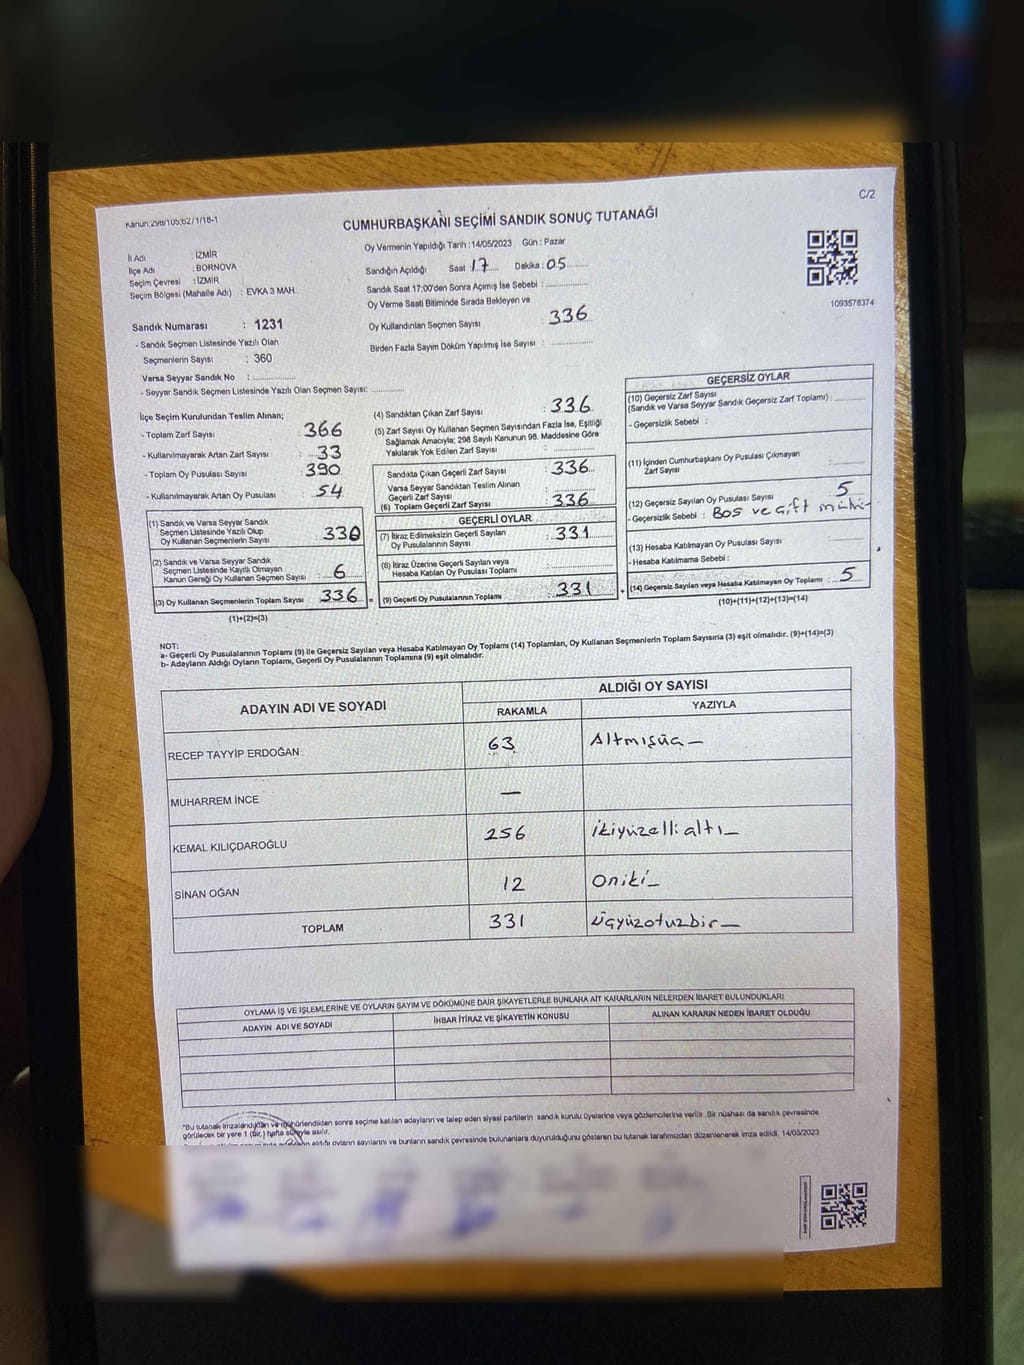 C/2
Kanun:298/105;62/1/18-1
CUMHURBAŞKANI SEÇİMİ SANDIK SONUÇ TUTANAĞI
İl Adı : İZMİR
İlçe Adı : BORNOVA
Seçim Çevresi : İZMİR
Seçim Bölgesi (Mahalle Adı) : EVKA 3 MAH.
Oy Vermenin Yapıldığı Tarih :14/05/2023 Gün : Pazar
Sandığın Açıldığı Saat 17 Dakika : 05
Sandık Saat 17:00'den Sonra Açımış İse Sebebi :
Oy Verme Saati Bitiminde Sırada Bekleyen ve
Oy Kullandırılan Seçmen Sayısı : 336
Birden Fazla Sayım Döküm Yapılmış İse Sayısı :
1093578374
Sandık Numarası : 1231
- Sandık Seçmen Listesinde Yazılı Olan
Seçmenlerin Sayısı : 360
Varsa Seyyar Sandık No :
- Seyyar Sandık Seçmen Listesinde Yazılı Olan Seçmen Sayısı:
İlçe Seçim Kurulundan Teslim Alınan;
- Toplam Zarf Sayısı : 366
- Kullanılmayarak Artan Zarf Sayısı : 33
- Toplam Oy Pusulası Sayısı : 390
- Kullanılmayarak Artan Oy Pusulası : 54
(1) Sandık ve Varsa Seyyar Sandık
Seçmen Listesinde Yazılı Olup
Oy Kullanan Seçmenlerin Sayısı : 330
(2) Sandık ve Varsa Seyyar Sandık
Seçmen Listesinde Kayıtlı Olmayan
Kanun Gereği Oy Kullanan Seçmen Sayısı : 6
(3) Oy Kullanan Seçmenlerin Toplam Sayısı : 336 =
(1)+(2)=(3)
(4) Sandıktan Çıkan Zarf Sayısı : 336
(5) Zarf Sayısı Oy Kullanan Seçmen Sayısından Fazla İse, Eşitliği
Sağlamak Amacıyla; 298 Sayılı Kanunun 98. Maddesine Göre
Yakılarak Yok Edilen Zarf Sayısı :
Sandıkta Çıkan Geçerli Zarf Sayısı : 336
Varsa Seyyar Sandıktan Teslim Alınan
Geçerli Zarf Sayısı :
(6) Toplam Geçerli Zarf Sayısı : 336
GEÇERLİ OYLAR
(7) İtiraz Edilmeksizin Geçerli Sayılan
Oy Pusulalarının Sayısı : 331
(8) İtiraz Üzerine Geçerli Sayılan veya
Hesaba Katılan Oy Pusulası Toplamı :
(9) Geçerli Oy Pusulalarının Toplamı : 331 +
GEÇERSİZ OYLAR
(10) Geçersiz Zarf Sayısı
(Sandık ve Varsa Seyyar Sandık Geçersiz Zarf Toplamı) :
- Geçersizlik Sebebi :
(11) İçinden Cumhurbaşkanı Oy Pusulası Çıkmayan
Zarf Sayısı :
(12) Geçersiz Sayılan Oy Pusulası Sayısı : 5
- Geçersizlik Sebebi : Boş ve çift
(13) Hesaba Katılmayan Oy Pusulası Sayısı :
- Hesaba Katılmama Sebebi :
(14) Geçersiz Sayılan veya Hesaba Katılmayan Oy Toplamı : 5
(10)+(11)+(12)+(13)=(14)
NOT:
a- Geçerli Oy Pusulalarının Toplamı (9) ile Geçersiz Sayılan veya Hesaba Katılmayan Oy Toplamı (14) Toplamları, Oy Kullanan Seçmenlerin Toplam Sayısına (3) eşit olmalıdır. (9)+(14)=(3)
b- Adayların Aldığı Oyların Toplamı, Geçerli Oy Pusulalarının Toplamına (9) eşit olmalıdır.
ADAYIN ADI VE SOYADI
ALDIĞI OY SAYISI
RAKAMLA YAZIYLA
RECEP TAYYİP ERDOĞAN 63 Altmışüç
MUHARREM İNCE —
KEMAL KILIÇDAROĞLU 256 ikiyüzelli altı
SİNAN OĞAN 12 Oniki
TOPLAM 331 üçyüzotuzbir
OYLAMA İŞ VE İŞLEMLERİNE VE OYLARIN SAYIM VE DÖKÜMÜNE DAİR ŞİKAYETLERLE BUNLARA AİT KARARLARIN NELERDEN İBARET BULUNDUKLARI
ADAYIN ADI VE SOYADI İHBAR İTİRAZ VE ŞİKAYETİN KONUSU ALINAN KARARIN NEDEN İBARET OLDUĞU
*Bu tutanak imzalandıktan ve mühürlendikten sonra seçime katılan adayların ve talep eden siyasi partilerin sandık kurulu üyelerine veya gözlemcilerine verilir. Bir nüshası da sandık çevresinde
görülecek bir yere 1 (bir,) hafta süreyle asılır.
aldığı oyların sayılarını ve bunların sandık çevresinde bulunanlara duyurulduğunu gösteren bu tutanak tarafımızdan düzenlenerek imza edildi. 14/05/2023